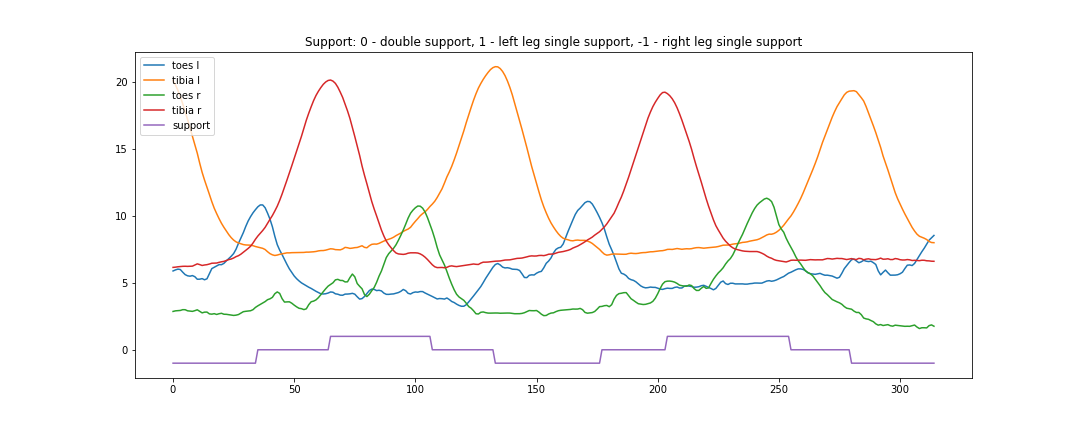 Support: 0 - double support, 1 - left leg single support, -1 - right leg single support
toes l
tibia l
toes r
tibia r
support
20
15
10
5
0
0 50 100 150 200 250 300